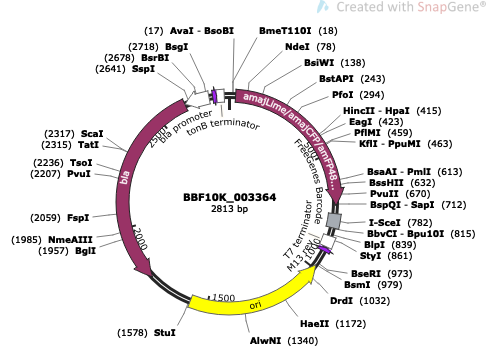 Created with SnapGene®
(17) AvaI - BsoBI
BmeT110I (18)
(2718) BsgI
NdeI (78)
(2678) BsrBI
BsiWI (138)
(2641) SspI
BstAPI (243)
PfoI (294)
HincII - HpaI (415)
EagI (423)
PflMI (459)
KflI - PpuMI (463)
amajLime/amajCFP/amFP48...
bla promoter
tonB terminator
2500
500
FreeGenes Barcode
(2317) ScaI
(2315) TatI
(2236) TsoI
(2207) PvuI
bla
BBF10K_003364
2813 bp
BsaAI - PmlI (613)
BssHII (632)
PvuII (670)
BspQI - SapI (712)
I-SceI (782)
BbvCI - Bpu10I (815)
BlpI (839)
StyI (861)
(2059) FspI
(1985) NmeAIII
(1957) BglI
2000
T7 terminator
M13 rev
1000
BseRI (973)
BsmI (979)
DrdI (1032)
1500
ori
HaeII (1172)
(1578) StuI
AlwNI (1340)